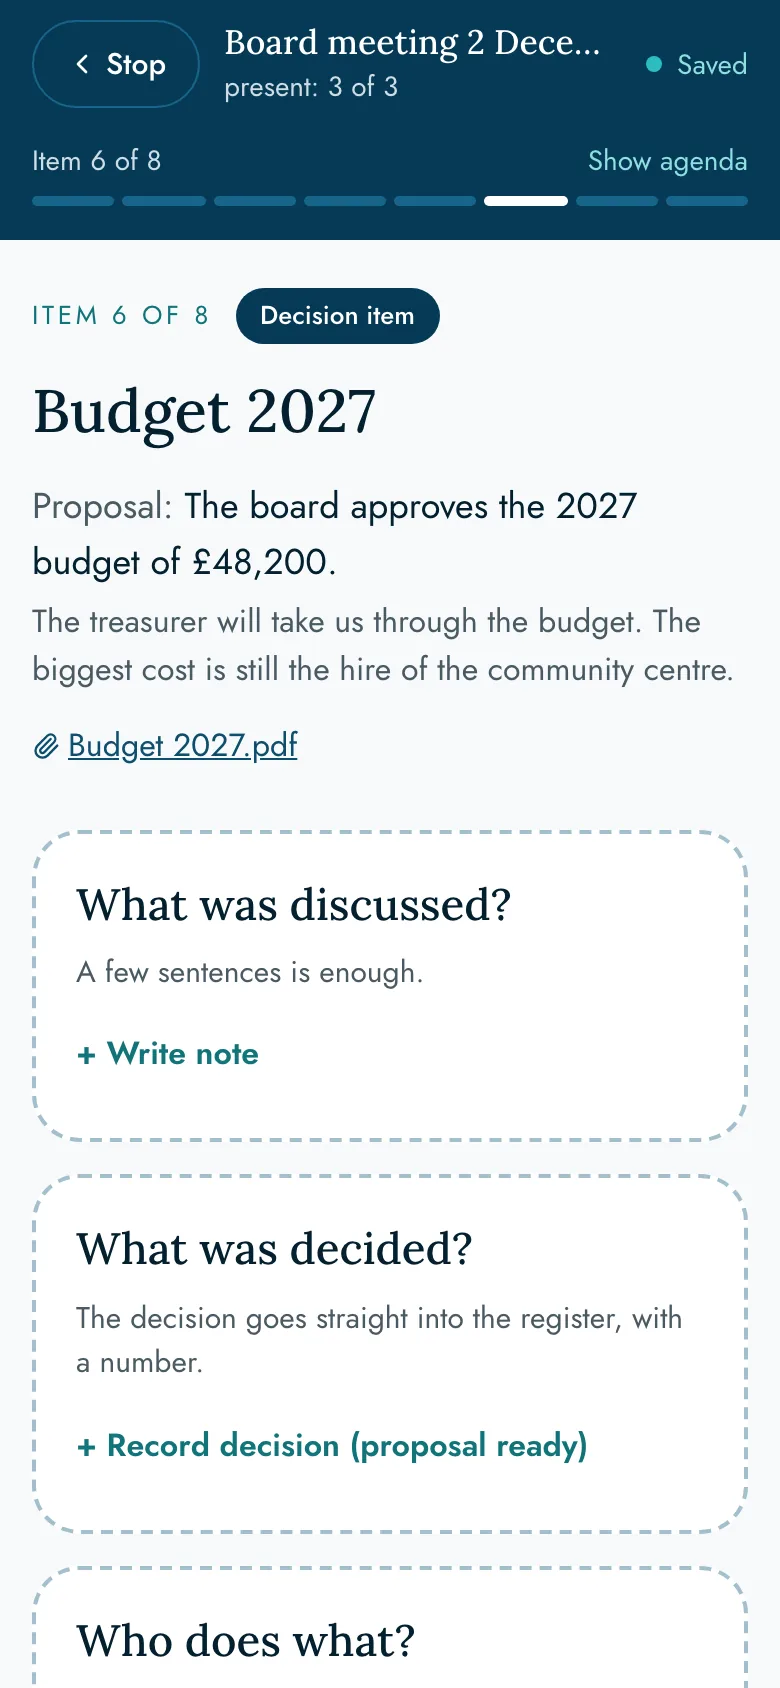 Stop
Board meeting 2 Dece...
present: 3 of 3
Saved
Item 6 of 8
Show agenda
ITEM 6 OF 8
Decision item
Budget 2027
Proposal: The board approves the 2027
budget of £48,200.
The treasurer will take us through the budget. The
biggest cost is still the hire of the community centre.
Budget 2027.pdf
What was discussed?
A few sentences is enough.
+ Write note
What was decided?
The decision goes straight into the register, with
a number.
+ Record decision (proposal ready)
Who does what?